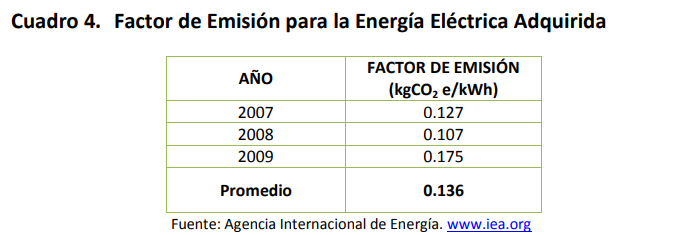 Cuadro 4. Factor de Emisión para la Energía Eléctrica Adquirida
AÑO FACTOR DE EMISIÓN (kgCO₂ e/kWh)
2007 0.127
2008 0.107
2009 0.175
Promedio 0.136
Fuente: Agencia Internacional de Energía. www.iea.org